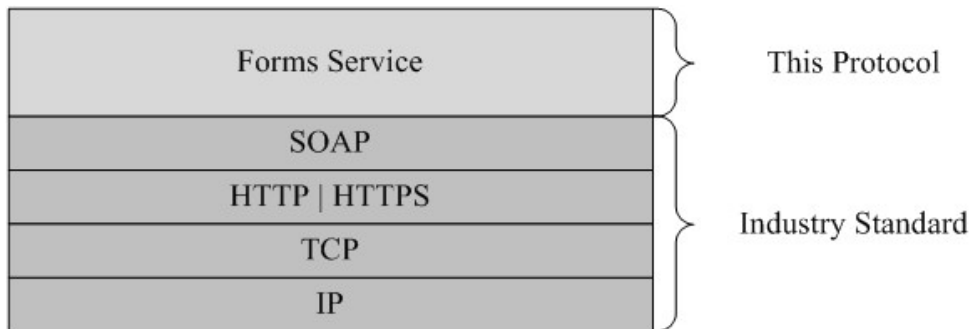 Forms Service
This Protocol
SOAP
HTTP | HTTPS
TCP
IP
Industry Standard